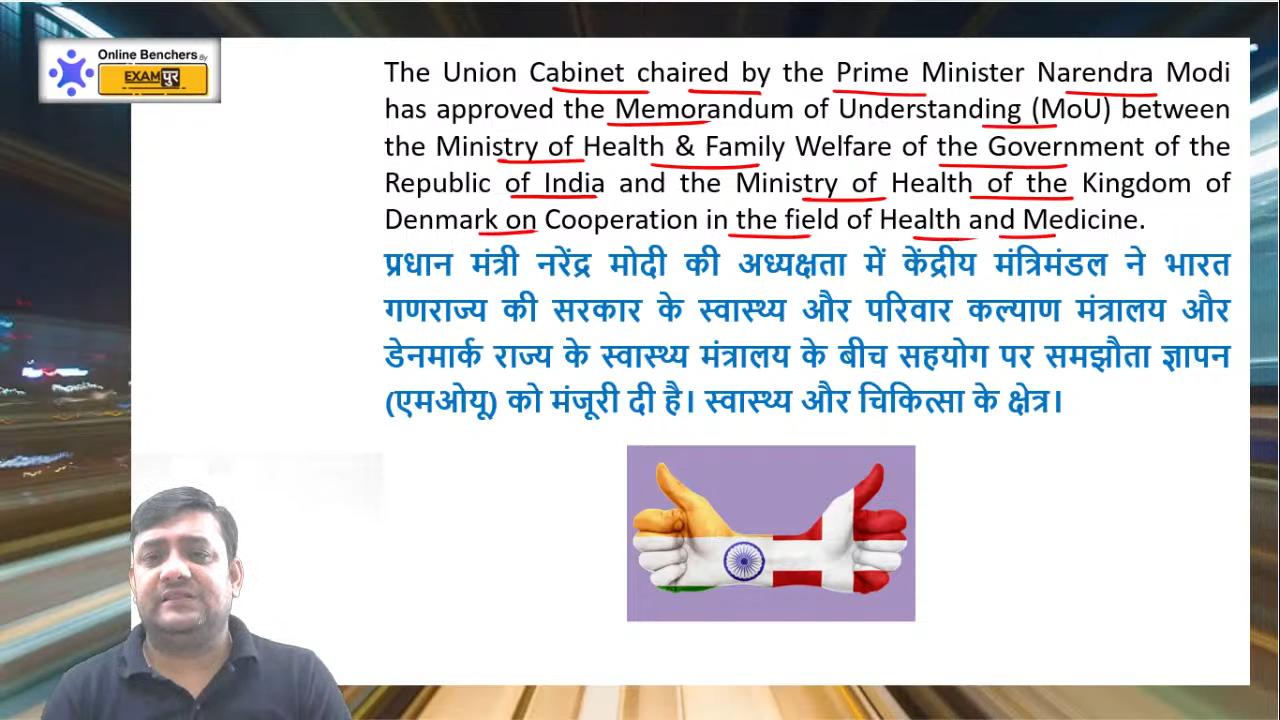 Online Benchers By
EXAMपुर
The Union Cabinet chaired by the Prime Minister Narendra Modi
has approved the Memorandum of Understanding (MoU) between
the Ministry of Health & Family Welfare of the Government of the
Republic of India and the Ministry of Health of the Kingdom of
Denmark on Cooperation in the field of Health and Medicine.
प्रधान मंत्री नरेंद्र मोदी की अध्यक्षता में केंद्रीय मंत्रिमंडल ने भारत
गणराज्य की सरकार के स्वास्थ्य और परिवार कल्याण मंत्रालय और
डेनमार्क राज्य के स्वास्थ्य मंत्रालय के बीच सहयोग पर समझौता ज्ञापन
(एमओयू) को मंजूरी दी है। स्वास्थ्य और चिकित्सा के क्षेत्र।